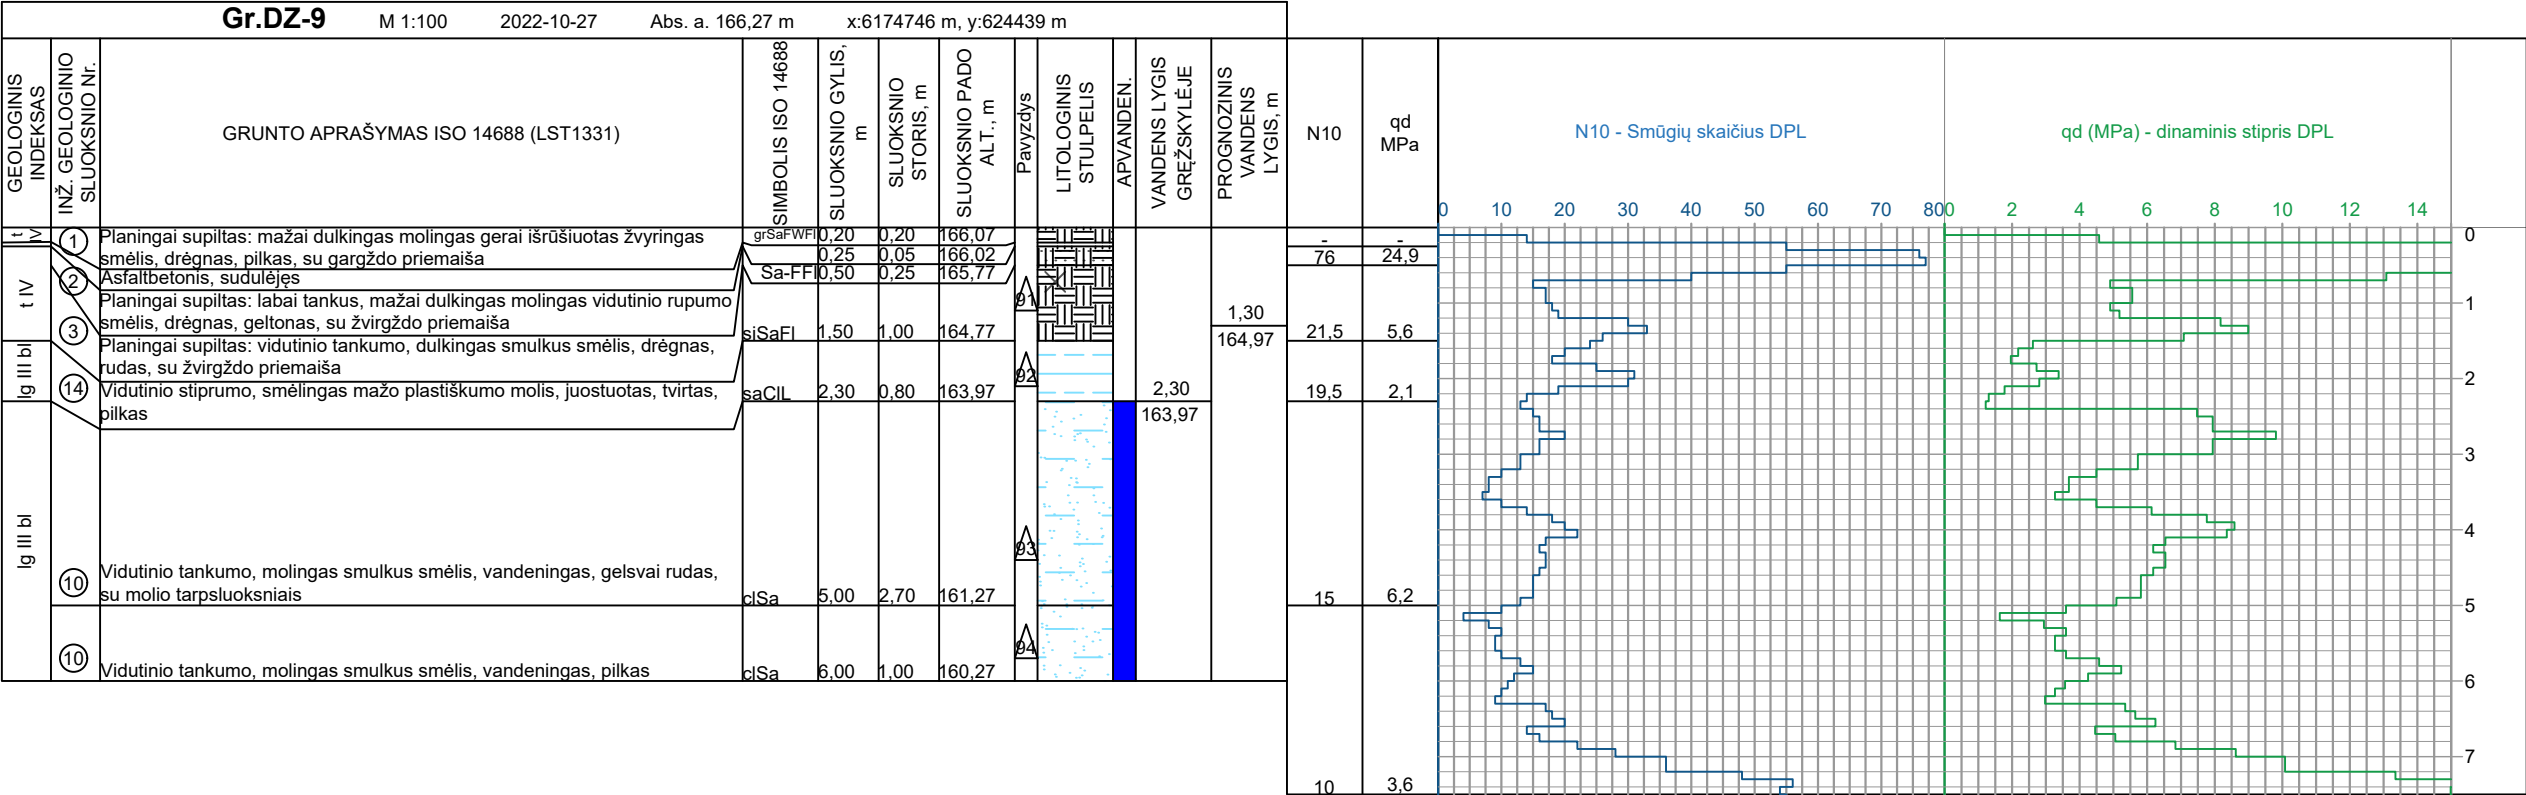 Gr.DZ-9 M 1:100 2022-10-27 Abs. a. 166,27 m x:6174746 m, y:624439 m
GEOLOGINIS
INDEKSAS
INŽ. GEOLOGINIO
SLUOKSNIO Nr.
GRUNTO APRAŠYMAS ISO 14688 (LST1331)
SIMBOLIS ISO 14688
SLUOKSNIO GYLIS,
m
SLUOKSNIO
STORIS, m
SLUOKSNIO PADO
ALT., m
Pavyzdys
LITOLOGINIS
STULPELIS
APVANDEN.
VANDENS LYGIS
GRĘŽSKYLĖJE
PROGNOZINIS
VANDENS
LYGIS, m
N10
qd
MPa
N10 - Smūgių skaičius DPL
qd (MPa) - dinaminis stipris DPL
0 10 20 30 40 50 60 70 80
0 2 4 6 8 10 12 14
t IV
1
Planingai supiltas: mažai dulkingas molingas gerai išrūšiuotas žvyringas
smėlis, drėgnas, pilkas, su gargždo priemaiša
grSaFWFl 0,20 0,20 166,07
- -
2
Asfaltbetonis, sudulėjęs
0,25 0,05 166,02
76 24,9
t IV
Planingai supiltas: labai tankus, mažai dulkingas molingas vidutinio rupumo
smėlis, drėgnas, geltonas, su žvirgždo priemaiša
Sa-FFl 0,50 0,25 165,77
3
Planingai supiltas: vidutinio tankumo, dulkingas smulkus smėlis, drėgnas,
rudas, su žvirgždo priemaiša
siSaFl 1,50 1,00 164,77
91
1,30
164,97
21,5 5,6
lg III bl
14
Vidutinio stiprumo, smėlingas mažo plastiškumo molis, juostuotas, tvirtas,
pilkas
saClL 2,30 0,80 163,97
92
2,30
163,97
19,5 2,1
lg III bl
10
Vidutinio tankumo, molingas smulkus smėlis, vandeningas, gelsvai rudas,
su molio tarpsluoksniais
clSa 5,00 2,70 161,27
93
15 6,2
10
Vidutinio tankumo, molingas smulkus smėlis, vandeningas, pilkas
clSa 6,00 1,00 160,27
94
10 3,6
0
1
2
3
4
5
6
7